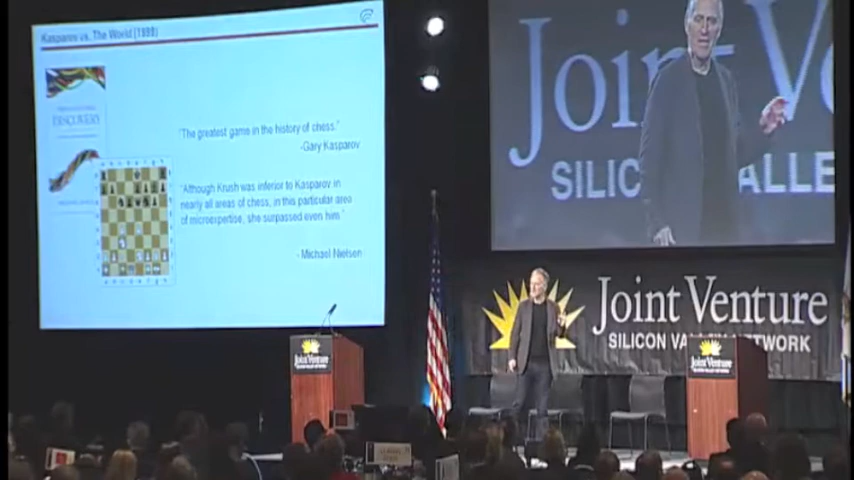 Kasparov vs. The World (1999)
DISCOVERY
"The greatest game in the history of chess."
-Gary Kasparov
"Although Krush was inferior to Kasparov in
nearly all areas of chess, in this particular area
of microexpertise, she surpassed even him."
- Michael Nielsen
Joint V
SILIC
ALLE
Joint Venture
SILICON VALLEY NETWORK
Joint Venture
Joint Venture